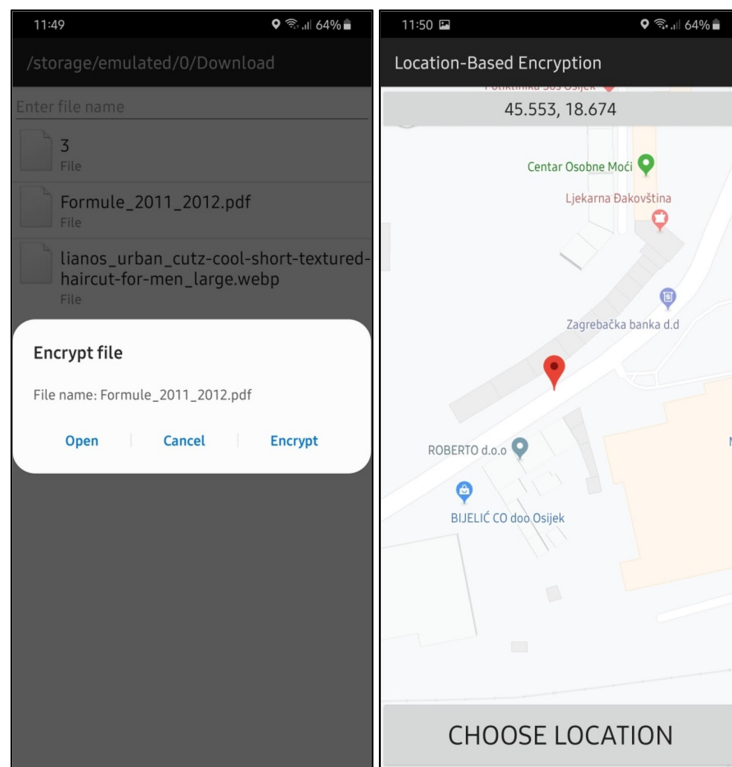 11:49
64%
/storage/emulated/0/Download
Enter file name
3
File
Formule_2011_2012.pdf
File
lianos_urban_cutz-cool-short-textured-
haircut-for-men_large.webp
File
Encrypt file
File name: Formule_2011_2012.pdf
Open
Cancel
Encrypt
11:50
64%
Location-Based Encryption
45.553, 18.674
Centar Osobne Moći
Ljekarna Đakovština
Zagrebačka banka d.d
ROBERTO d.o.o
BIJELIĆ CO doo Osijek
CHOOSE LOCATION